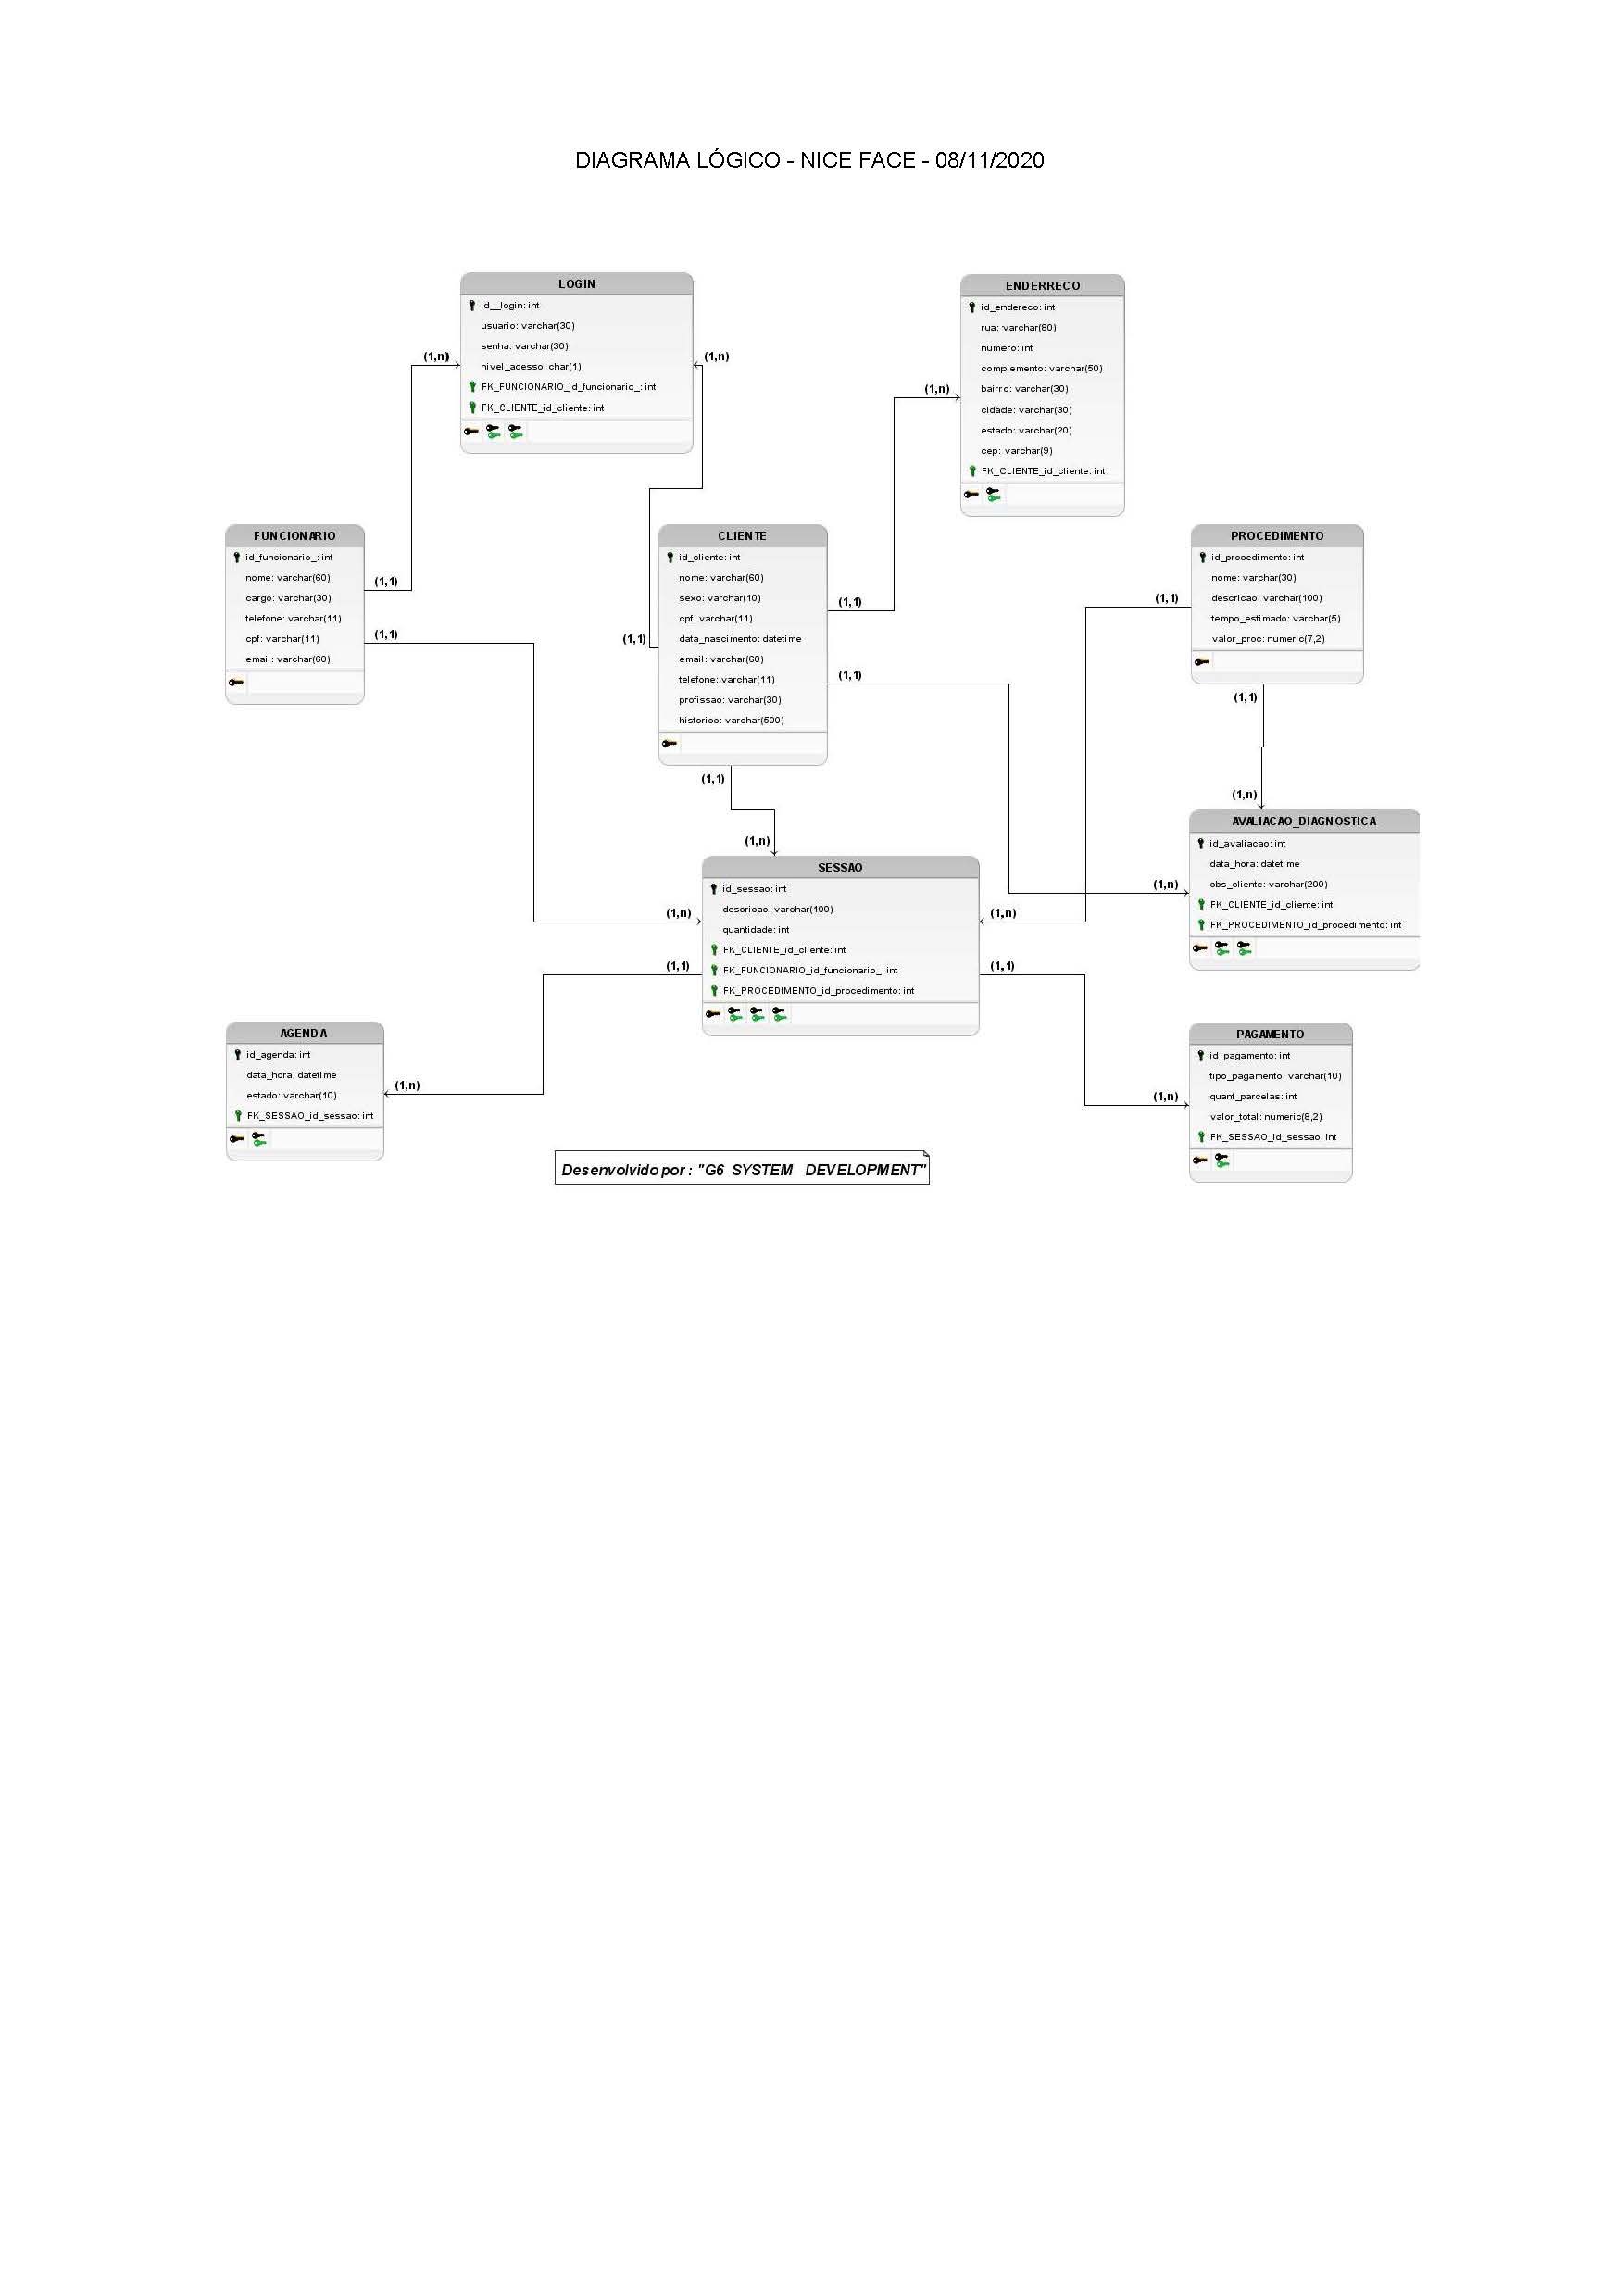 DIAGRAMA LÓGICO - NICE FACE - 08/11/2020
LOGIN
id__login: int
usuario: varchar(30)
senha: varchar(30)
nivel_acesso: char(1)
FK_FUNCIONARIO_id_funcionario_: int
FK_CLIENTE_id_cliente: int
ENDERRECO
id_endereco: int
rua: varchar(80)
numero: int
complemento: varchar(50)
bairro: varchar(30)
cidade: varchar(30)
estado: varchar(20)
cep: varchar(9)
FK_CLIENTE_id_cliente: int
(1,n)
(1,n)
(1,n)
FUNCIONARIO
id_funcionario_: int
nome: varchar(60)
cargo: varchar(30)
telefone: varchar(11)
cpf: varchar(11)
email: varchar(60)
(1,1)
(1,1)
CLIENTE
id_cliente: int
nome: varchar(60)
sexo: varchar(10)
cpf: varchar(11)
data_nascimento: datetime
email: varchar(60)
telefone: varchar(11)
profissao: varchar(30)
historico: varchar(500)
(1,1)
(1,1)
(1,1)
(1,1)
PROCEDIMENTO
id_procedimento: int
nome: varchar(30)
descricao: varchar(100)
tempo_estimado: varchar(5)
valor_proc: numeric(7,2)
(1,1)
(1,1)
(1,n)
(1,n)
AVALIACAO_DIAGNOSTICA
id_avaliacao: int
data_hora: datetime
obs_cliente: varchar(200)
FK_CLIENTE_id_cliente: int
FK_PROCEDIMENTO_id_procedimento: int
(1,n)
SESSAO
id_sessao: int
descricao: varchar(100)
quantidade: int
FK_CLIENTE_id_cliente: int
FK_FUNCIONARIO_id_funcionario_: int
FK_PROCEDIMENTO_id_procedimento: int
(1,n)
(1,n)
(1,1)
(1,1)
AGENDA
id_agenda: int
data_hora: datetime
estado: varchar(10)
FK_SESSAO_id_sessao: int
(1,n)
PAGAMENTO
id_pagamento: int
tipo_pagamento: varchar(10)
quant_parcelas: int
valor_total: numeric(8,2)
FK_SESSAO_id_sessao: int
(1,n)
Desenvolvido por : "G6 SYSTEM DEVELOPMENT"